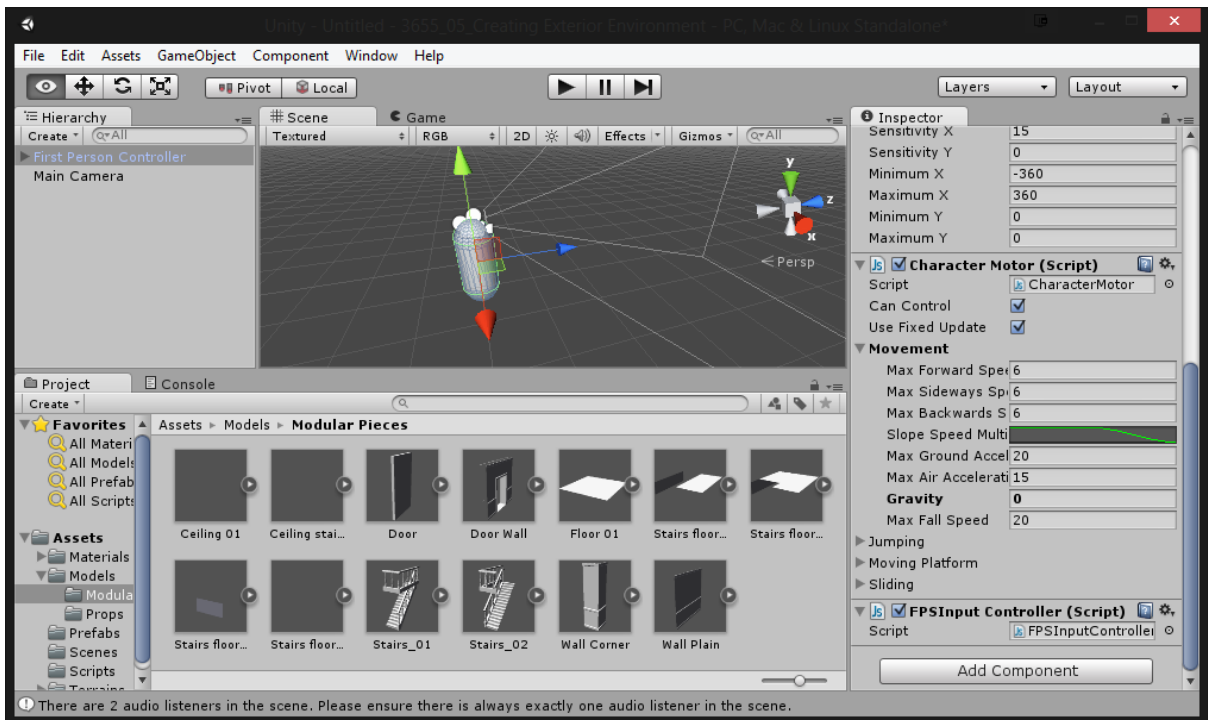 Unity - Untitled - 3655_05_Creating Exterior Environment - PC, Mac & Linux Standalone*
File Edit Assets GameObject Component Window Help
Pivot Local Layers Layout
Hierarchy
Create All
First Person Controller
Main Camera
Scene Game
Textured RGB 2D Effects Gizmos All
y
z
x
Persp
Inspector
Sensitivity X 15
Sensitivity Y 0
Minimum X -360
Maximum X 360
Minimum Y 0
Maximum Y 0
Js Character Motor (Script)
Script CharacterMotor
Can Control
Use Fixed Update
Movement
Max Forward Spee 6
Max Sideways Sp 6
Max Backwards S 6
Slope Speed Multi
Max Ground Accel 20
Max Air Accelerati 15
Gravity 0
Max Fall Speed 20
Jumping
Moving Platform
Sliding
Js FPSInput Controller (Script)
Script FPSInputController
Add Component
Project Console
Create
Favorites
All Materi
All Models
All Prefab
All Scripts
Assets
Materials
Models
Modula
Props
Prefabs
Scenes
Scripts
Terrains
Assets Models Modular Pieces
Ceiling 01 Ceiling stai... Door Door Wall Floor 01 Stairs floor... Stairs floor...
Stairs floor... Stairs floor... Stairs_01 Stairs_02 Wall Corner Wall Plain
There are 2 audio listeners in the scene. Please ensure there is always exactly one audio listener in the scene.